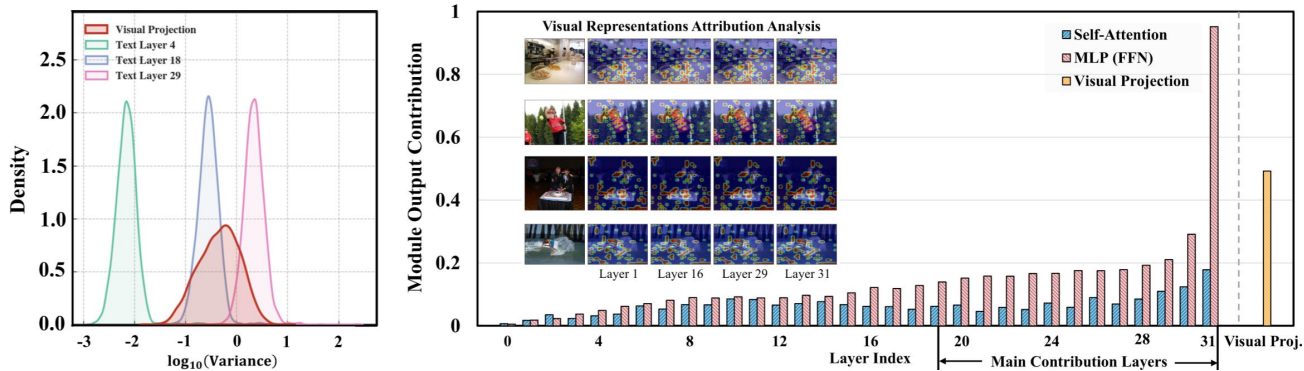 Visual Projection
Text Layer 4
Text Layer 18
Text Layer 29
Density
2.5
2.0
1.5
1.0
0.5
0.0
-3 -2 -1 0 1 2
log₁₀(Variance)
Module Output Contribution
1
0.8
0.6
0.4
0.2
0
Visual Representations Attribution Analysis
Layer 1 Layer 16 Layer 29 Layer 31
Self-Attention
MLP (FFN)
Visual Projection
0 4 8 12 16 20 24 28 31 Visual Proj.
Layer Index Main Contribution Layers